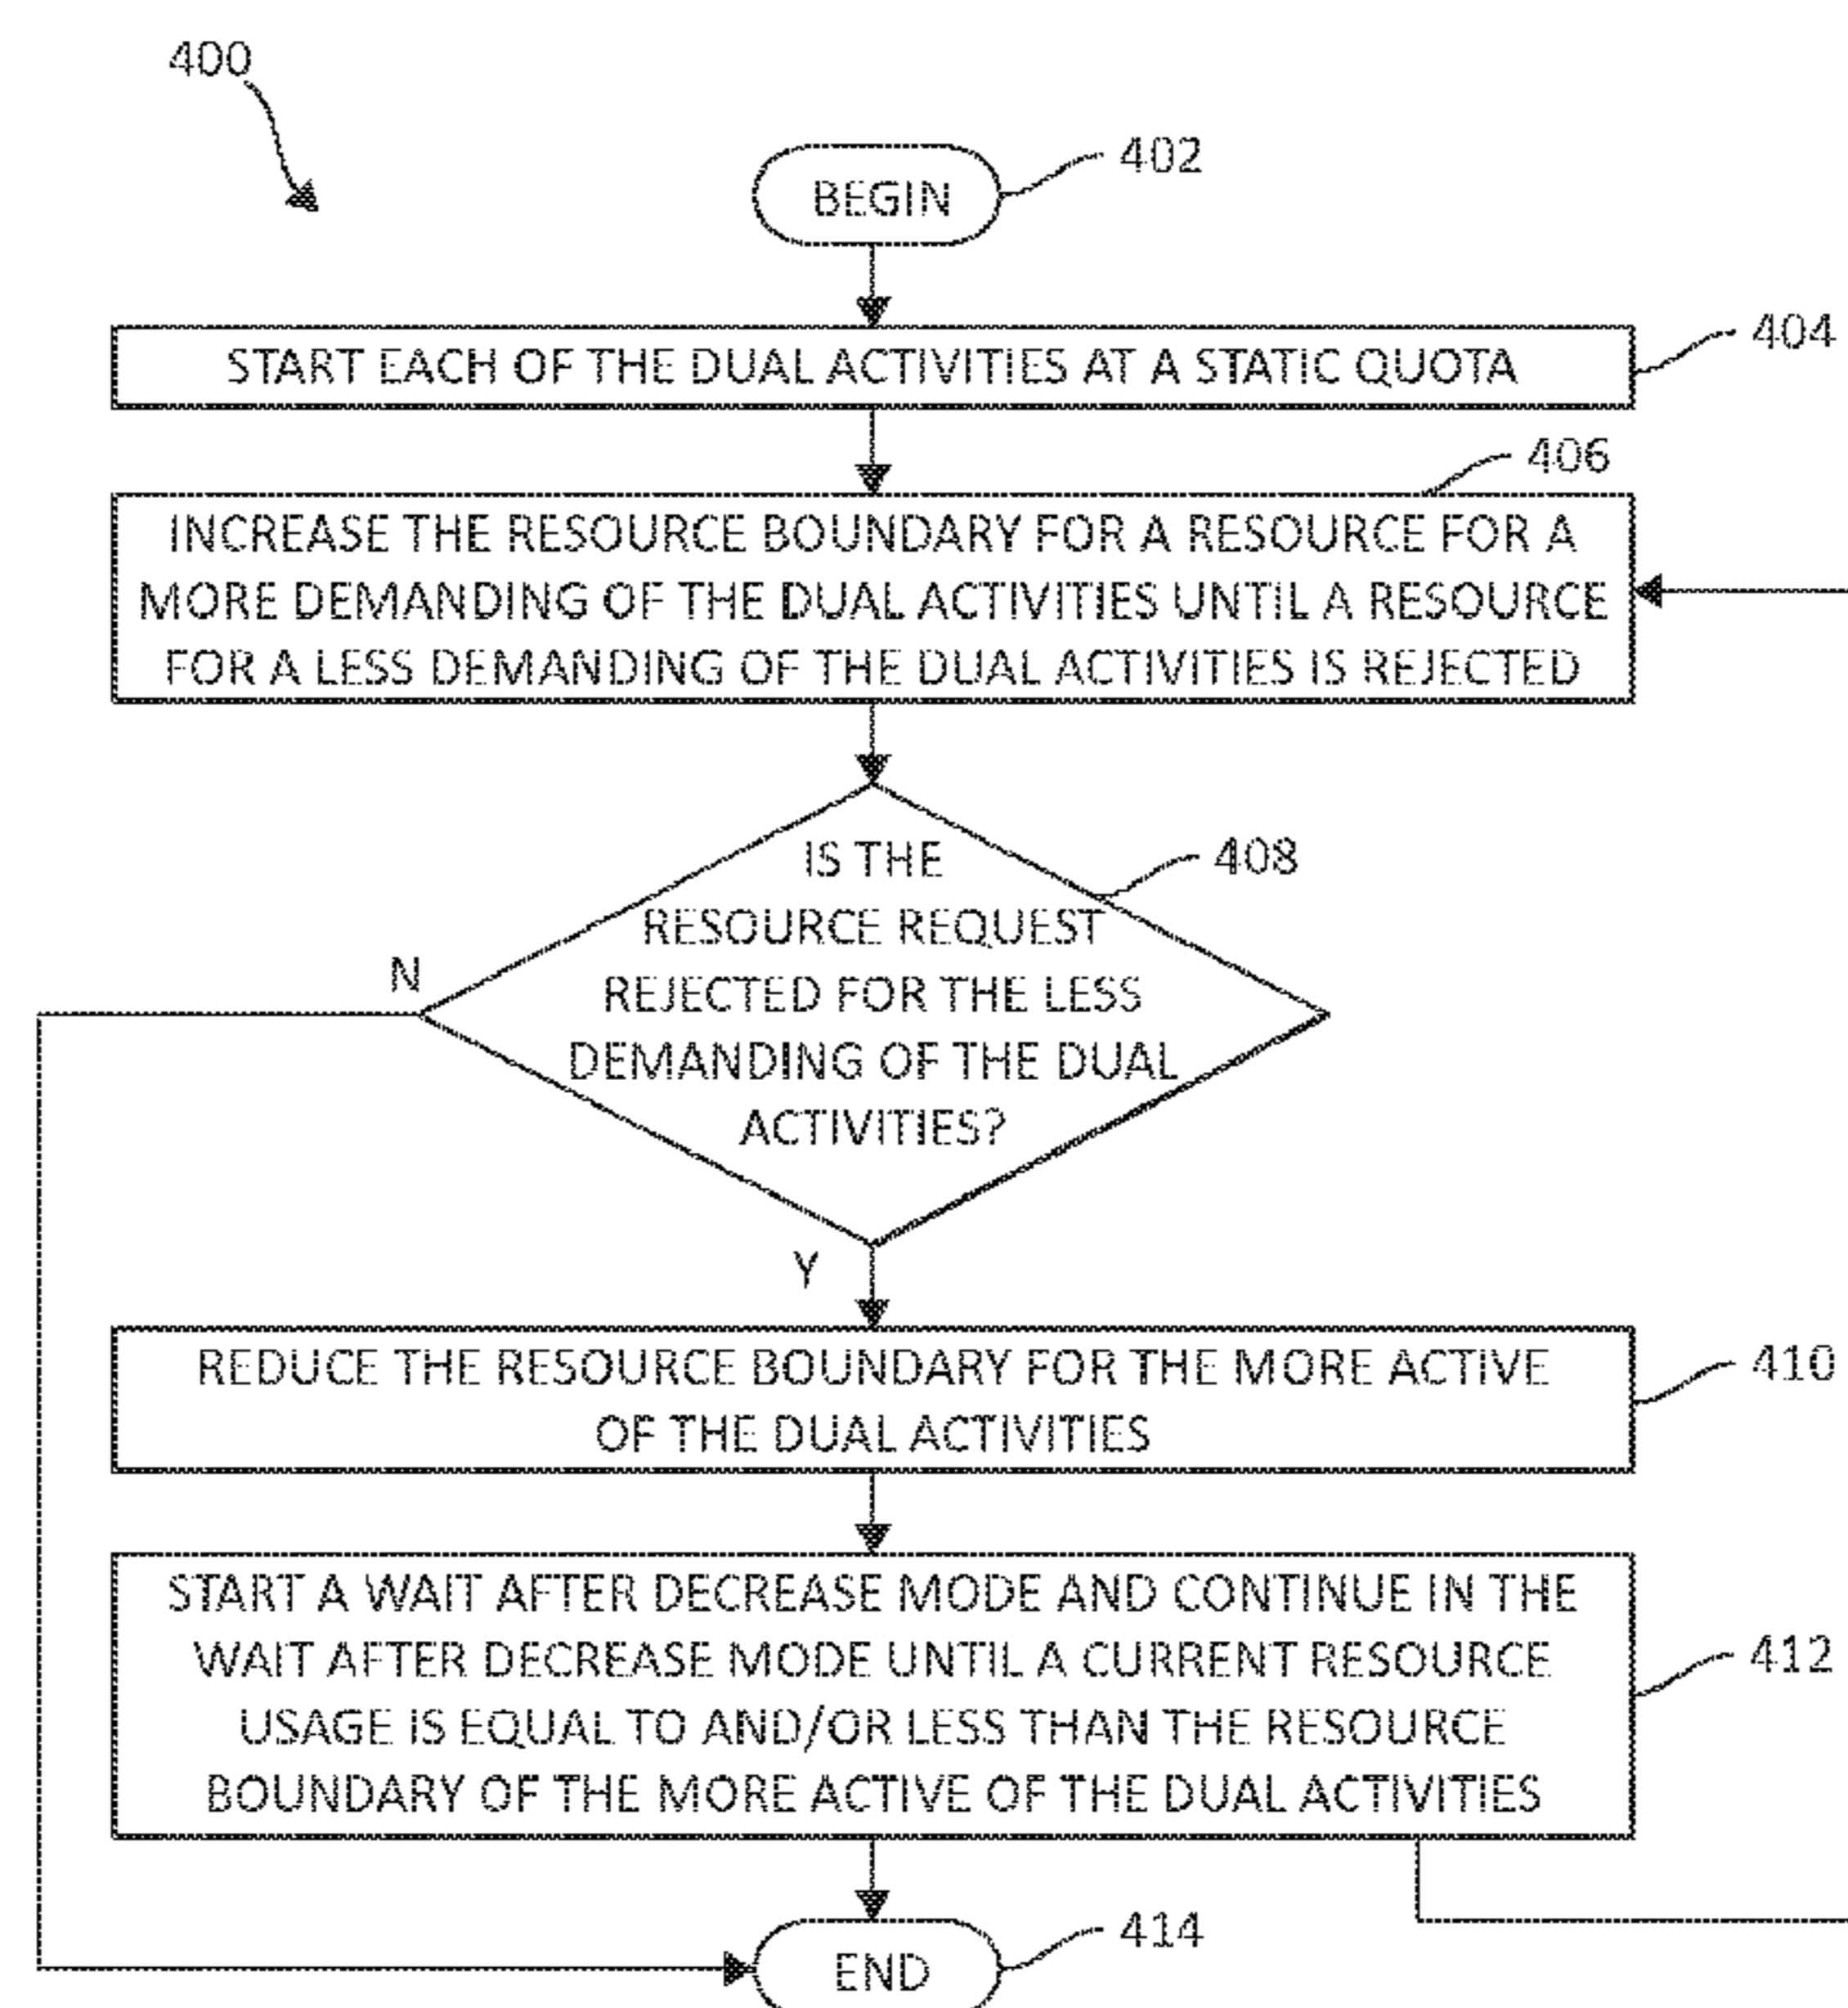 400
BEGIN
402
START EACH OF THE DUAL ACTIVITIES AT A STATIC QUOTA
404
406
INCREASE THE RESOURCE BOUNDARY FOR A RESOURCE FOR A
MORE DEMANDING OF THE DUAL ACTIVITIES UNTIL A RESOURCE
FOR A LESS DEMANDING OF THE DUAL ACTIVITIES IS REJECTED
IS THE
408
RESOURCE REQUEST
REJECTED FOR THE LESS
DEMANDING OF THE DUAL
ACTIVITIES?
N
Y
REDUCE THE RESOURCE BOUNDARY FOR THE MORE ACTIVE
OF THE DUAL ACTIVITIES
410
START A WAIT AFTER DECREASE MODE AND CONTINUE IN THE
WAIT AFTER DECREASE MODE UNTIL A CURRENT RESOURCE
USAGE IS EQUAL TO AND/OR LESS THAN THE RESOURCE
BOUNDARY OF THE MORE ACTIVE OF THE DUAL ACTIVITIES
412
END
414